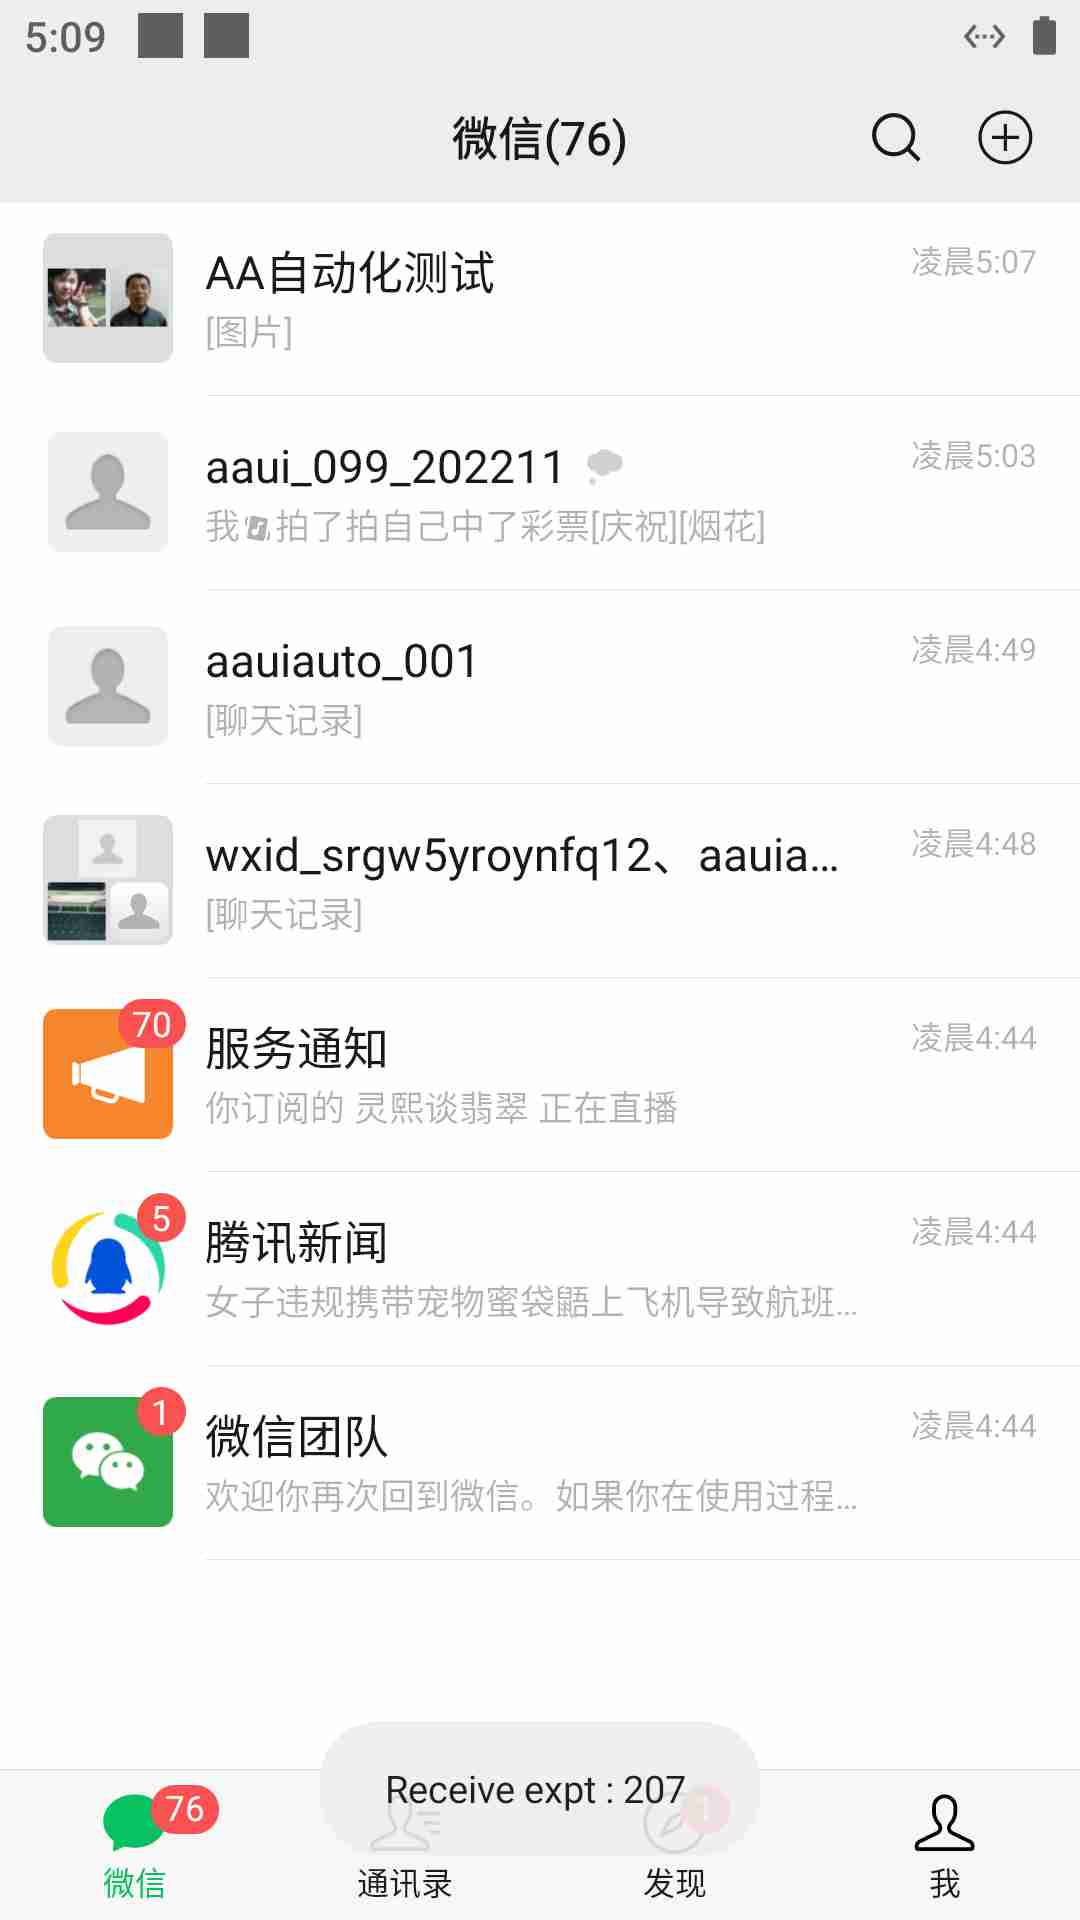 5:09
微信(76)
AA自动化测试
凌晨5:07
[图片]
aaui_099_202211
凌晨5:03
我拍了拍自己中了彩票[庆祝][烟花]
aauiauto_001
凌晨4:49
[聊天记录]
wxid_srgw5yroynfq12、aauia...
凌晨4:48
[聊天记录]
70
服务通知
凌晨4:44
你订阅的 灵熙谈翡翠 正在直播
5
腾讯新闻
凌晨4:44
女子违规携带宠物蜜袋鼯上飞机导致航班...
1
微信团队
凌晨4:44
欢迎你再次回到微信。如果你在使用过程...
Receive expt : 207
76
1
微信
通讯录
发现
我